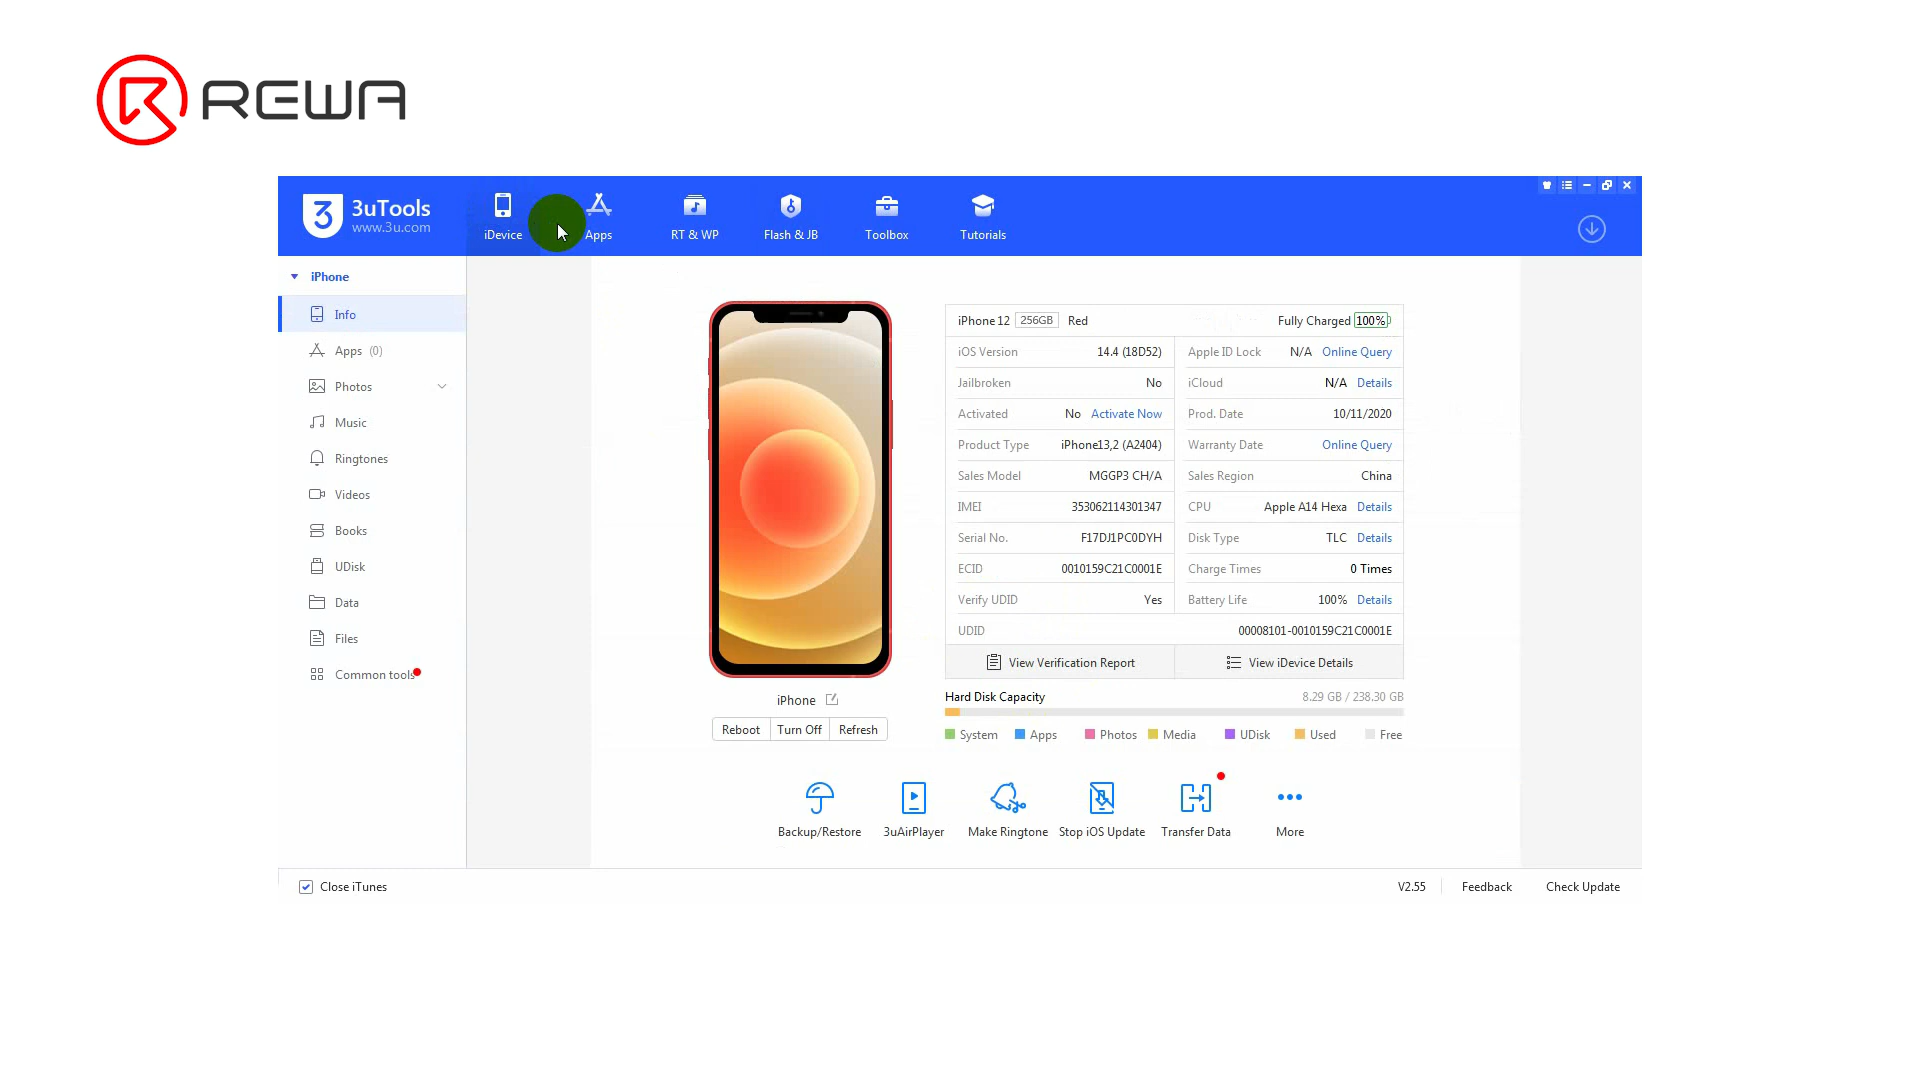 REWA
3uTools
www.3u.com
iDevice
Apps
RT & WP
Flash & JB
Toolbox
Tutorials
iPhone
Info
Apps (0)
Photos
Music
Ringtones
Videos
Books
UDisk
Data
Files
Common tools
iPhone
Reboot
Turn Off
Refresh
iPhone 12 256GB Red Fully Charged 100%
iOS Version 14.4 (18D52) Apple ID Lock N/A Online Query
Jailbroken No iCloud N/A Details
Activated No Activate Now Prod. Date 10/11/2020
Product Type iPhone13,2 (A2404) Warranty Date Online Query
Sales Model MGGP3 CH/A Sales Region China
IMEI 353062114301347 CPU Apple A14 Hexa Details
Serial No. F17DJ1PC0DYH Disk Type TLC Details
ECID 0010159C21C0001E Charge Times 0 Times
Verify UDID Yes Battery Life 100% Details
UDID 00008101-0010159C21C0001E
View Verification Report View iDevice Details
Hard Disk Capacity 8.29 GB / 238.30 GB
System Apps Photos Media UDisk Used Free
Backup/Restore
3uAirPlayer
Make Ringtone
Stop iOS Update
Transfer Data
More
Close iTunes
V2.55
Feedback
Check Update